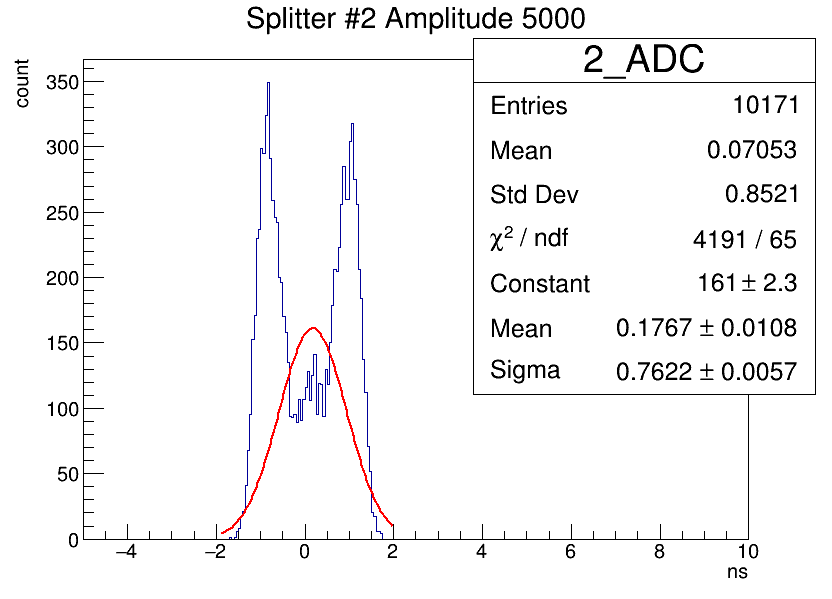 Splitter #2 Amplitude 5000
2_ADC
Entries 10171
Mean 0.07053
Std Dev 0.8521
χ² / ndf 4191 / 65
Constant 161 ± 2.3
Mean 0.1767 ± 0.0108
Sigma 0.7622 ± 0.0057
count
350
300
250
200
150
100
50
0
−4 −2 0 2 4 6 8 10
ns